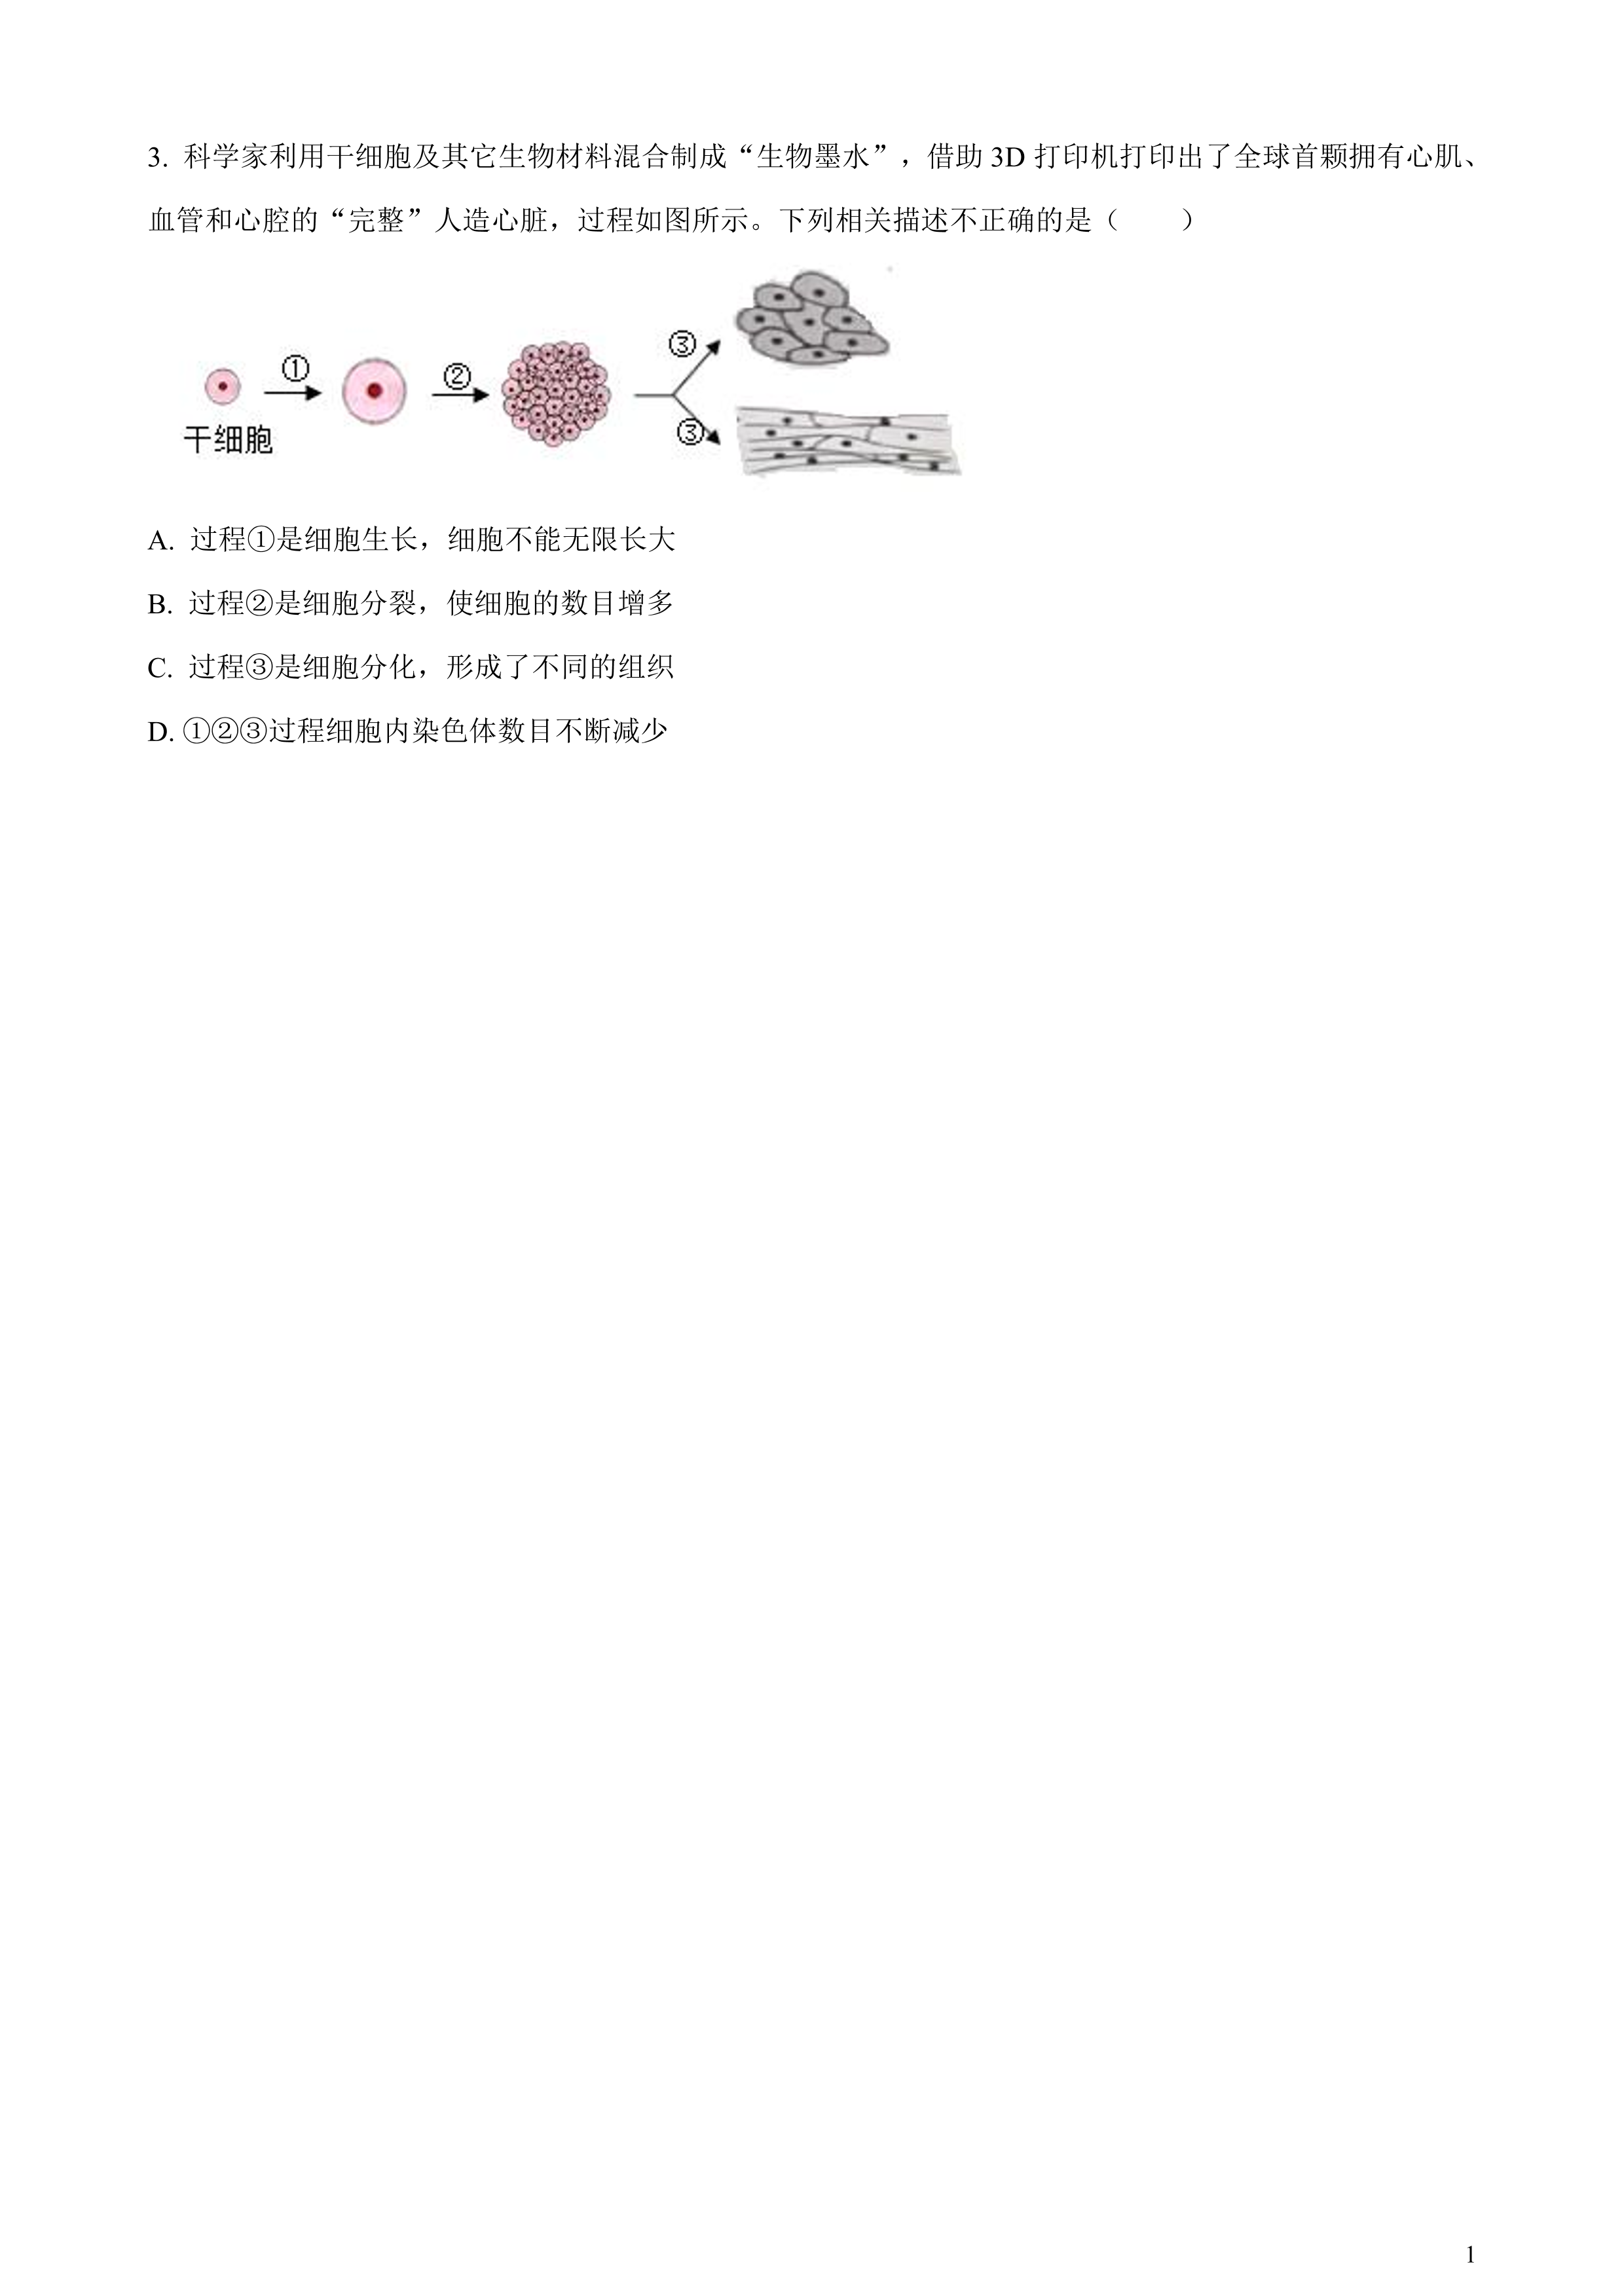 3. 科学家利用干细胞及其它生物材料混合制成“生物墨水”，借助 3D 打印机打印出了全球首颗拥有心肌、
血管和心腔的“完整”人造心脏，过程如图所示。下列相关描述不正确的是（　　）
① ② ③
③
干细胞
A. 过程①是细胞生长，细胞不能无限长大
B. 过程②是细胞分裂，使细胞的数目增多
C. 过程③是细胞分化，形成了不同的组织
D. ①②③过程细胞内染色体数目不断减少
1